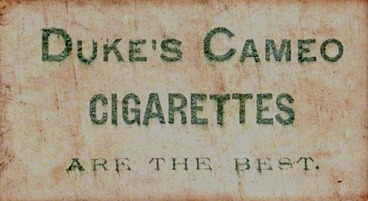 DUKE'S CAMEO
CIGARETTES
ARE THE BEST.